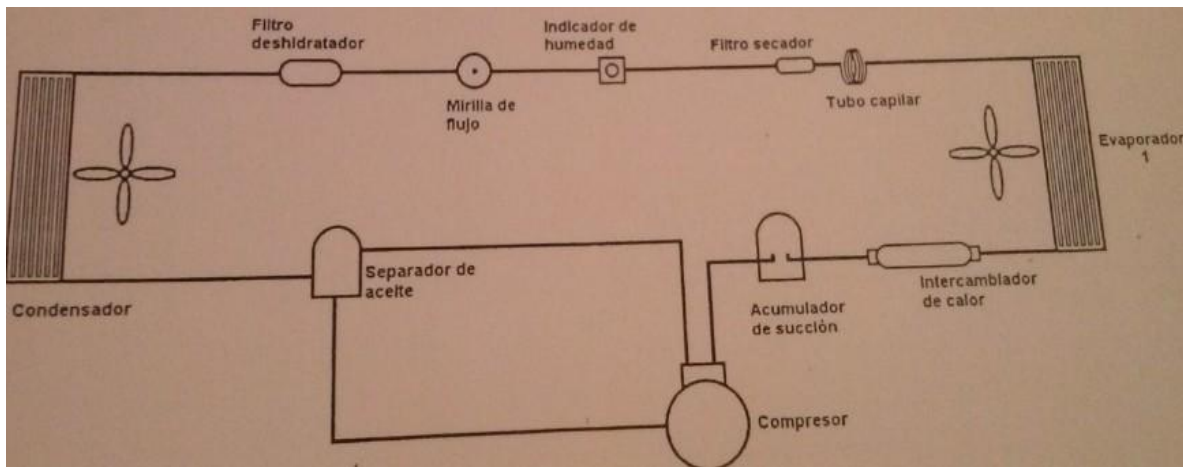 Filtro
deshidratador
Indicador de
humedad
Filtro secador
Mirilla de
flujo
Tubo capilar
Evaporador
1
Separador de
aceite
Condensador
Acumulador
de succión
Intercambiador
de calor
Compresor